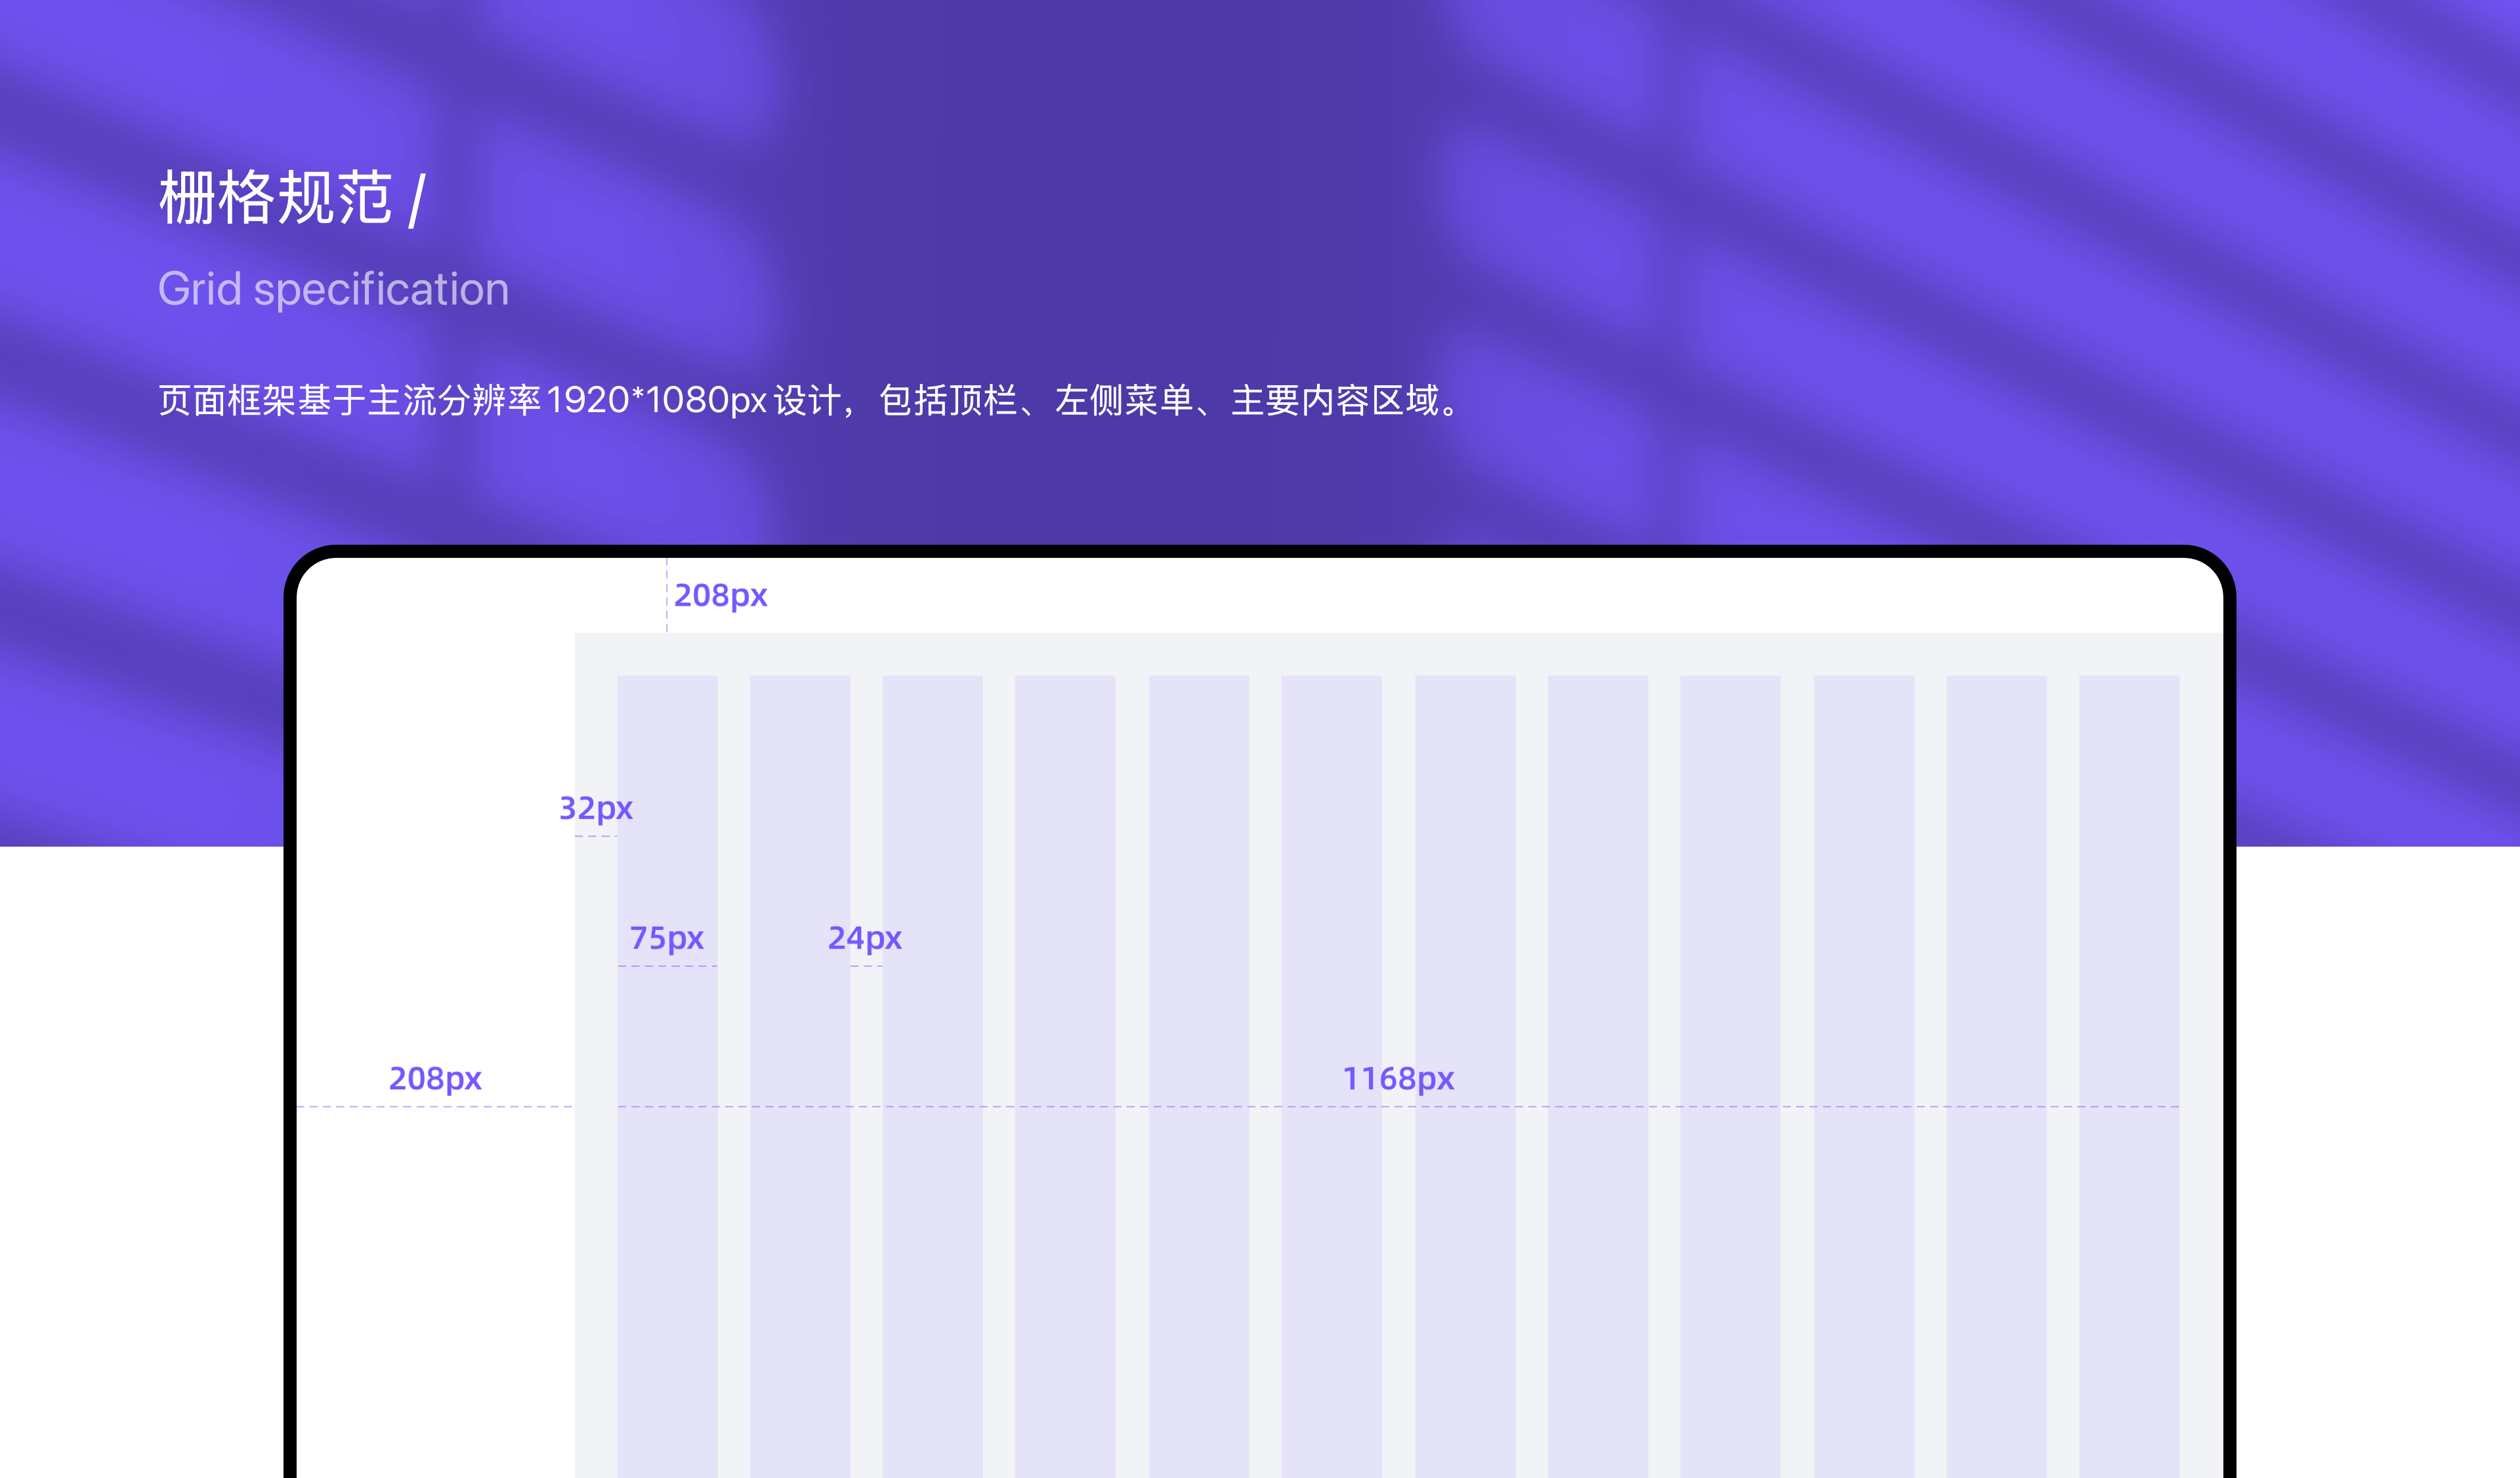 栅格规范 /
Grid specification
页面框架基于主流分辨率1920*1080px设计，包括顶栏、左侧菜单、主要内容区域。
208px
32px
75px
24px
208px
1168px